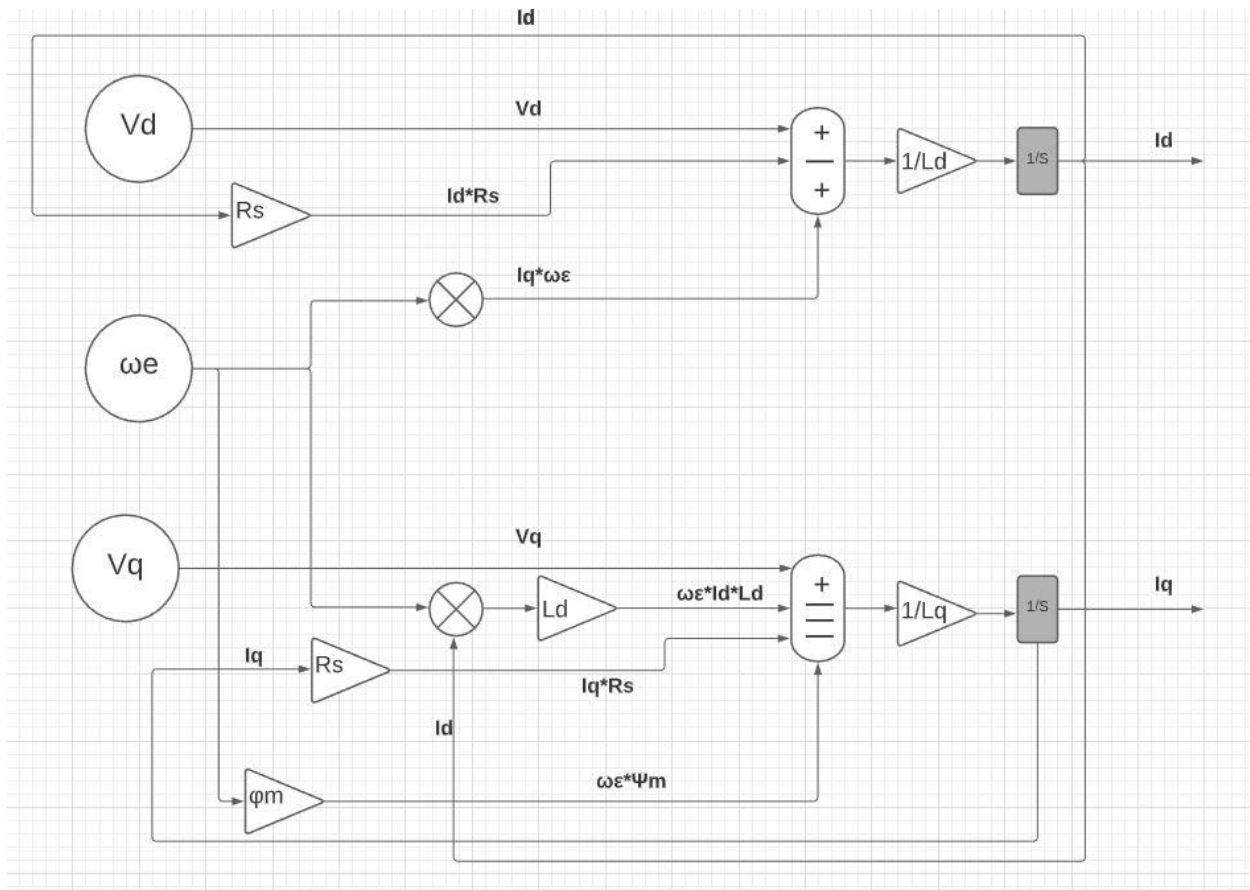 Id
Vd
Vd
+
—
+
1/Ld
1/S
Id
Rs
Id*Rs
Iq*ωε
ωe
Vq
Vq
+
—
—
—
1/Lq
1/S
Iq
Ld
ωε*Id*Ld
Iq
Rs
Iq*Rs
Id
φm
ωε*Ψm